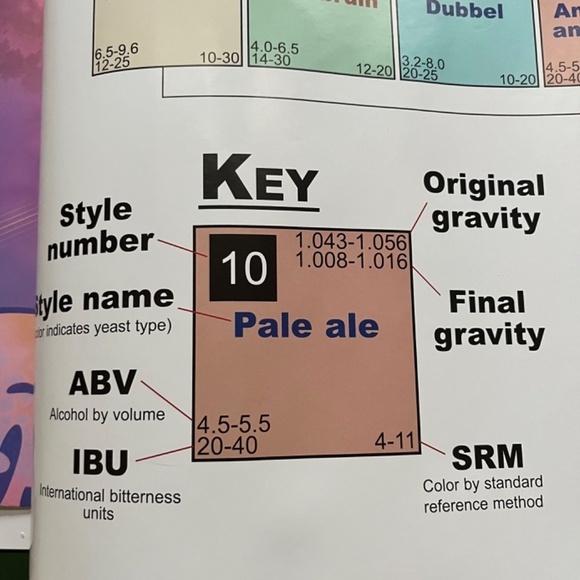 Dubbel
6.5-9.6
12-25
10-30
4.0-6.5
14-30
12-20
3.2-8.0
20-25
10-20
20-40
KEY
Style
number
Style name
indicates yeast type)
ABV
Alcohol by volume
IBU
International bitterness
units
10
1.043-1.056
1.008-1.016
Pale ale
4.5-5.5
20-40
4-11
Original
gravity
Final
gravity
SRM
Color by standard
reference method